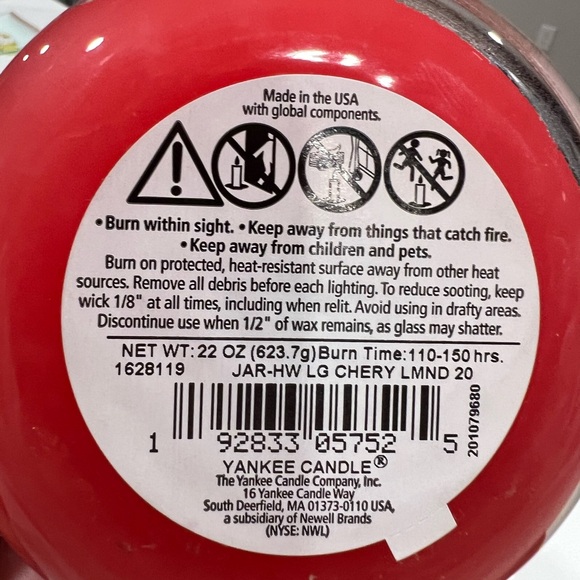 Made in the USA
with global components.
• Burn within sight. • Keep away from things that catch fire.
• Keep away from children and pets.
Burn on protected, heat-resistant surface away from other heat
sources. Remove all debris before each lighting. To reduce sooting, keep
wick 1/8" at all times, including when relit. Avoid using in drafty areas.
Discontinue use when 1/2" of wax remains, as glass may shatter.
NET WT: 22 OZ (623.7g) Burn Time: 110-150 hrs.
1628119 JAR-HW LG CHERY LMND 20
1 92833 05752 5
201079680
YANKEE CANDLE®
The Yankee Candle Company, Inc.
16 Yankee Candle Way
South Deerfield, MA 01373-0110 USA,
a subsidiary of Newell Brands
(NYSE: NWL)